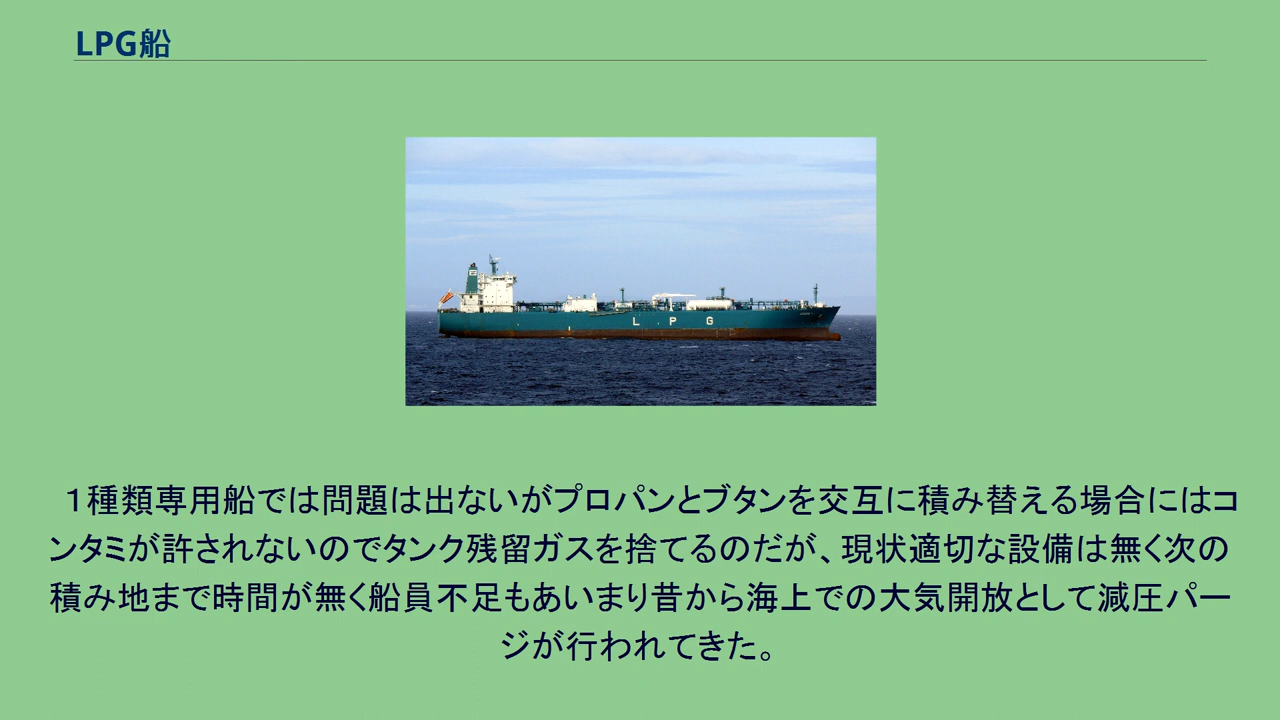 LPG船
L P G
１種類専用船では問題は出ないがプロパンとブタンを交互に積み替える場合にはコ
ンタミが許されないのでタンク残留ガスを捨てるのだが、現状適切な設備は無く次の
積み地まで時間が無く船員不足もあいまり昔から海上での大気開放として減圧パー
ジが行われてきた。